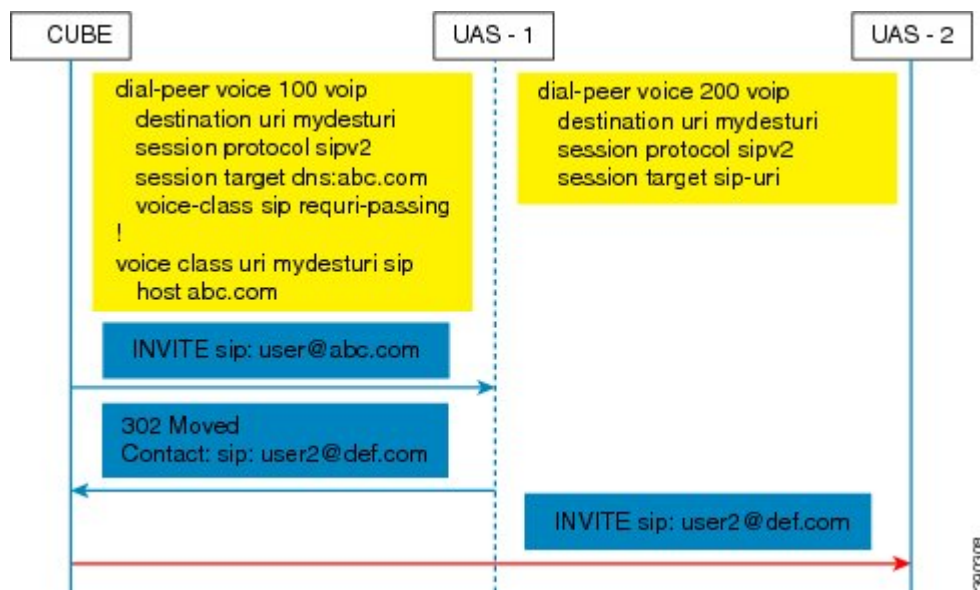 CUBE
UAS - 1
UAS - 2
dial-peer voice 100 voip
destination uri mydesturi
session protocol sipv2
session target dns:abc.com
voice-class sip requri-passing
!
voice class uri mydesturi sip
host abc.com
dial-peer voice 200 voip
destination uri mydesturi
session protocol sipv2
session target sip-uri
INVITE sip: user@abc.com
302 Moved
Contact: sip: user2@def.com
INVITE sip: user2@def.com